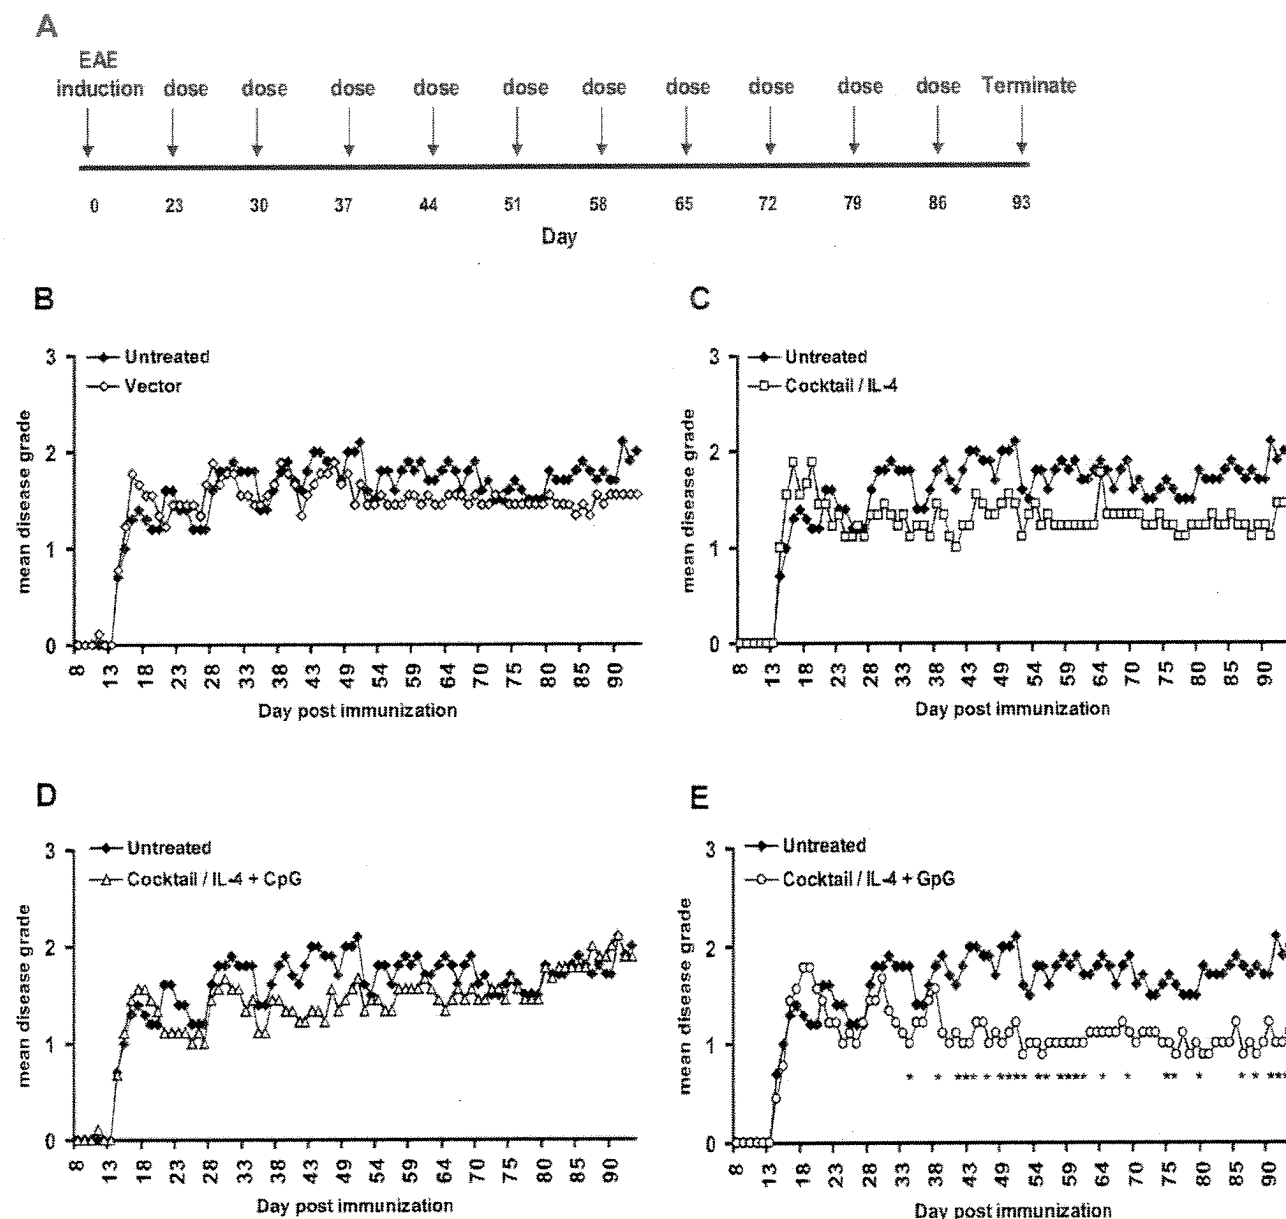 A
EAE
induction dose dose dose dose dose dose dose dose dose dose Terminate
0 23 30 37 44 51 58 65 72 79 86 93
Day
B
3
2
1
0
mean disease grade
Untreated
Vector
8 13 18 23 28 33 38 43 49 54 59 64 70 75 80 85 90
Day post immunization
C
3
2
1
0
mean disease grade
Untreated
Cocktail / IL-4
8 13 18 23 28 33 38 43 49 54 59 64 70 75 80 85 90
Day post immunization
D
3
2
1
0
mean disease grade
Untreated
Cocktail / IL-4 + CpG
8 13 18 23 28 33 38 43 49 54 59 64 70 75 80 85 90
Day post immunization
E
3
2
1
0
mean disease grade
Untreated
Cocktail / IL-4 + GpG
8 13 18 23 28 33 38 43 49 54 59 64 70 75 80 85 90
Day post immunization